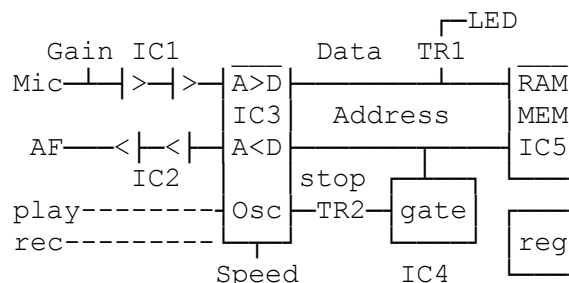 LED
Gain IC1 Data TR1
Mic A>D RAM
IC3 Address MEM
AF A<D IC5
IC2 stop
play Osc TR2 gate
rec reg
Speed IC4